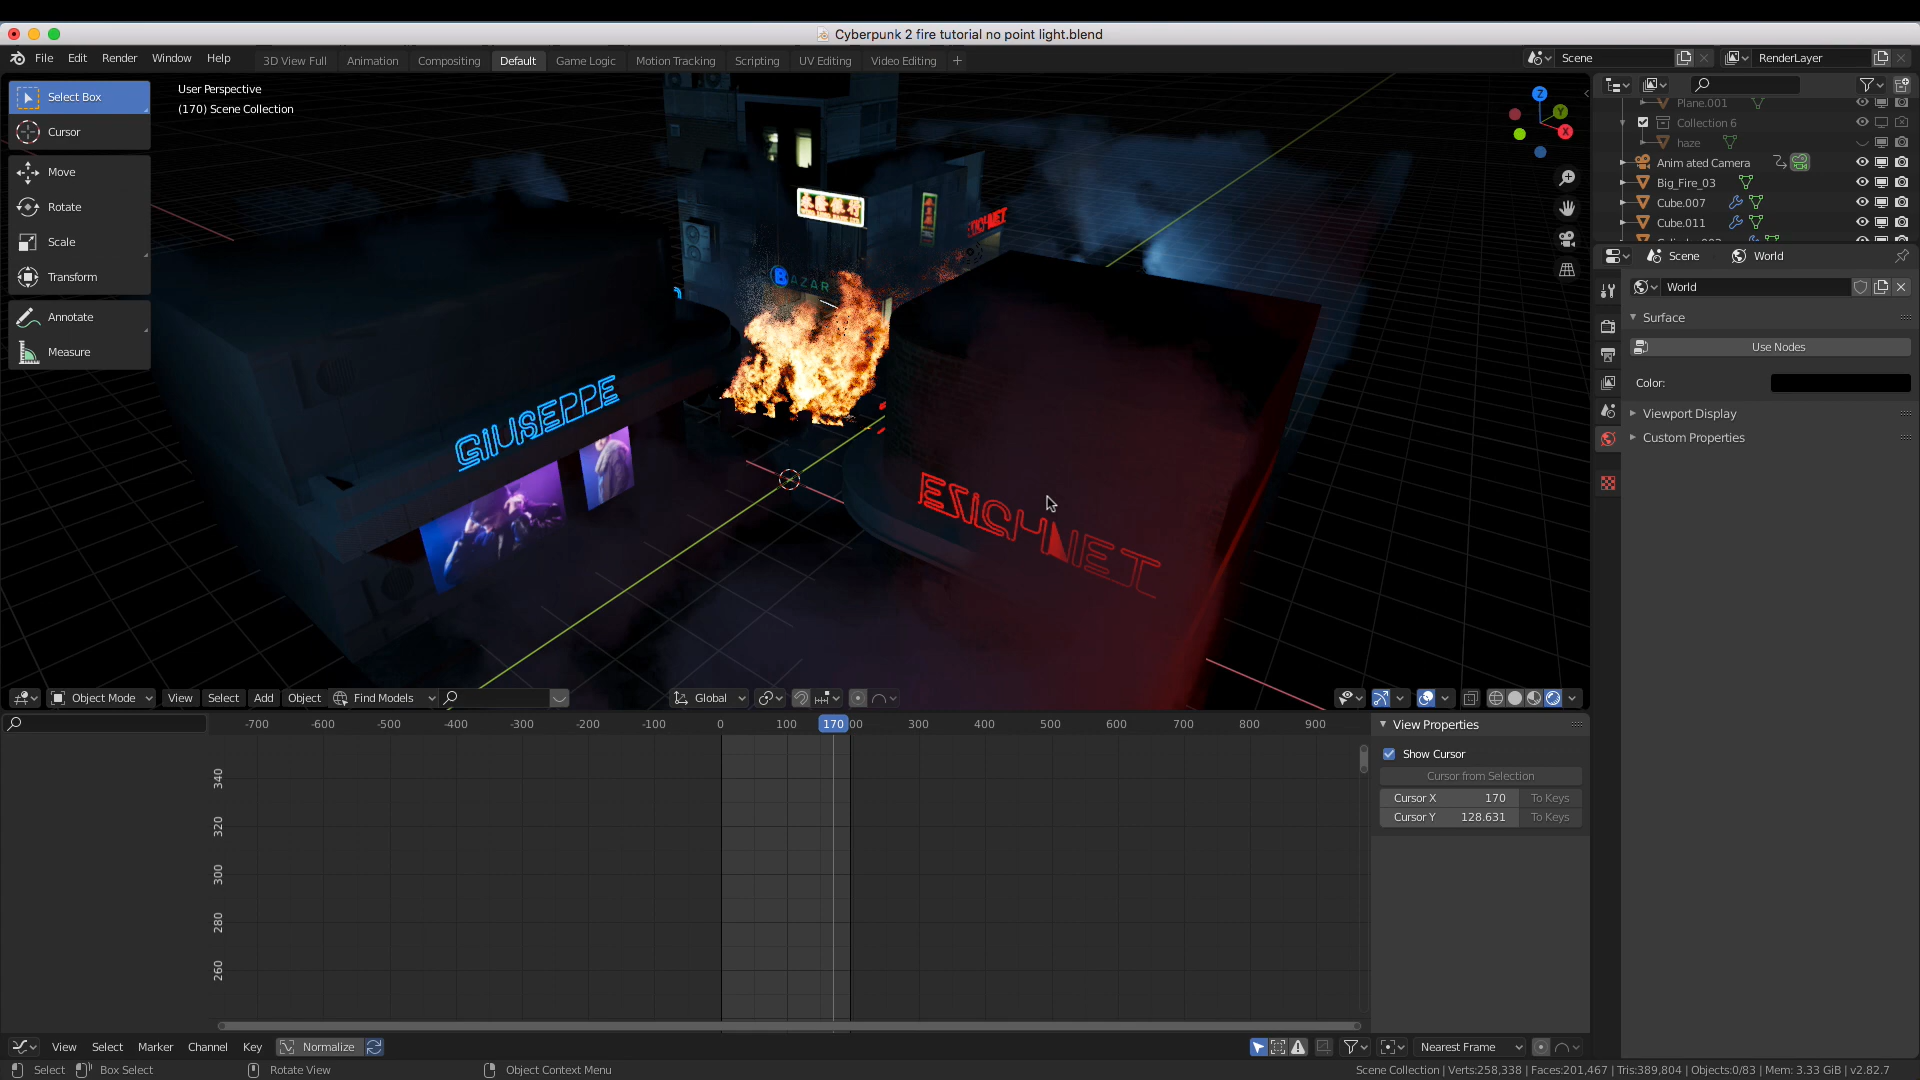 Cyberpunk 2 fire tutorial no point light.blend
File Edit Render Window Help
3D View Full Animation Compositing Default Game Logic Motion Tracking Scripting UV Editing Video Editing +
Scene
RenderLayer
Select Box
Cursor
Move
Rotate
Scale
Transform
Annotate
Measure
User Perspective
(170) Scene Collection
Z
Y
X
BAZAR
GIUSEPPE
Plane.001
Collection 6
haze
Anim ated Camera
Big_Fire_03
Cube.007
Cube.011
Scene World
World
Surface
Use Nodes
Color:
Viewport Display
Custom Properties
Object Mode View Select Add Object Find Models
Global
-700 -600 -500 -400 -300 -200 -100 0 100 170 00 300 400 500 600 700 800 900
340
320
300
280
260
View Properties
Show Cursor
Cursor from Selection
Cursor X 170 To Keys
Cursor Y 128.631 To Keys
View Select Marker Channel Key Normalize
Nearest Frame
Select Box Select Rotate View Object Context Menu
Scene Collection | Verts:258,338 | Faces:201,467 | Tris:389,804 | Objects:0/83 | Mem: 3.33 GiB | v2.82.7